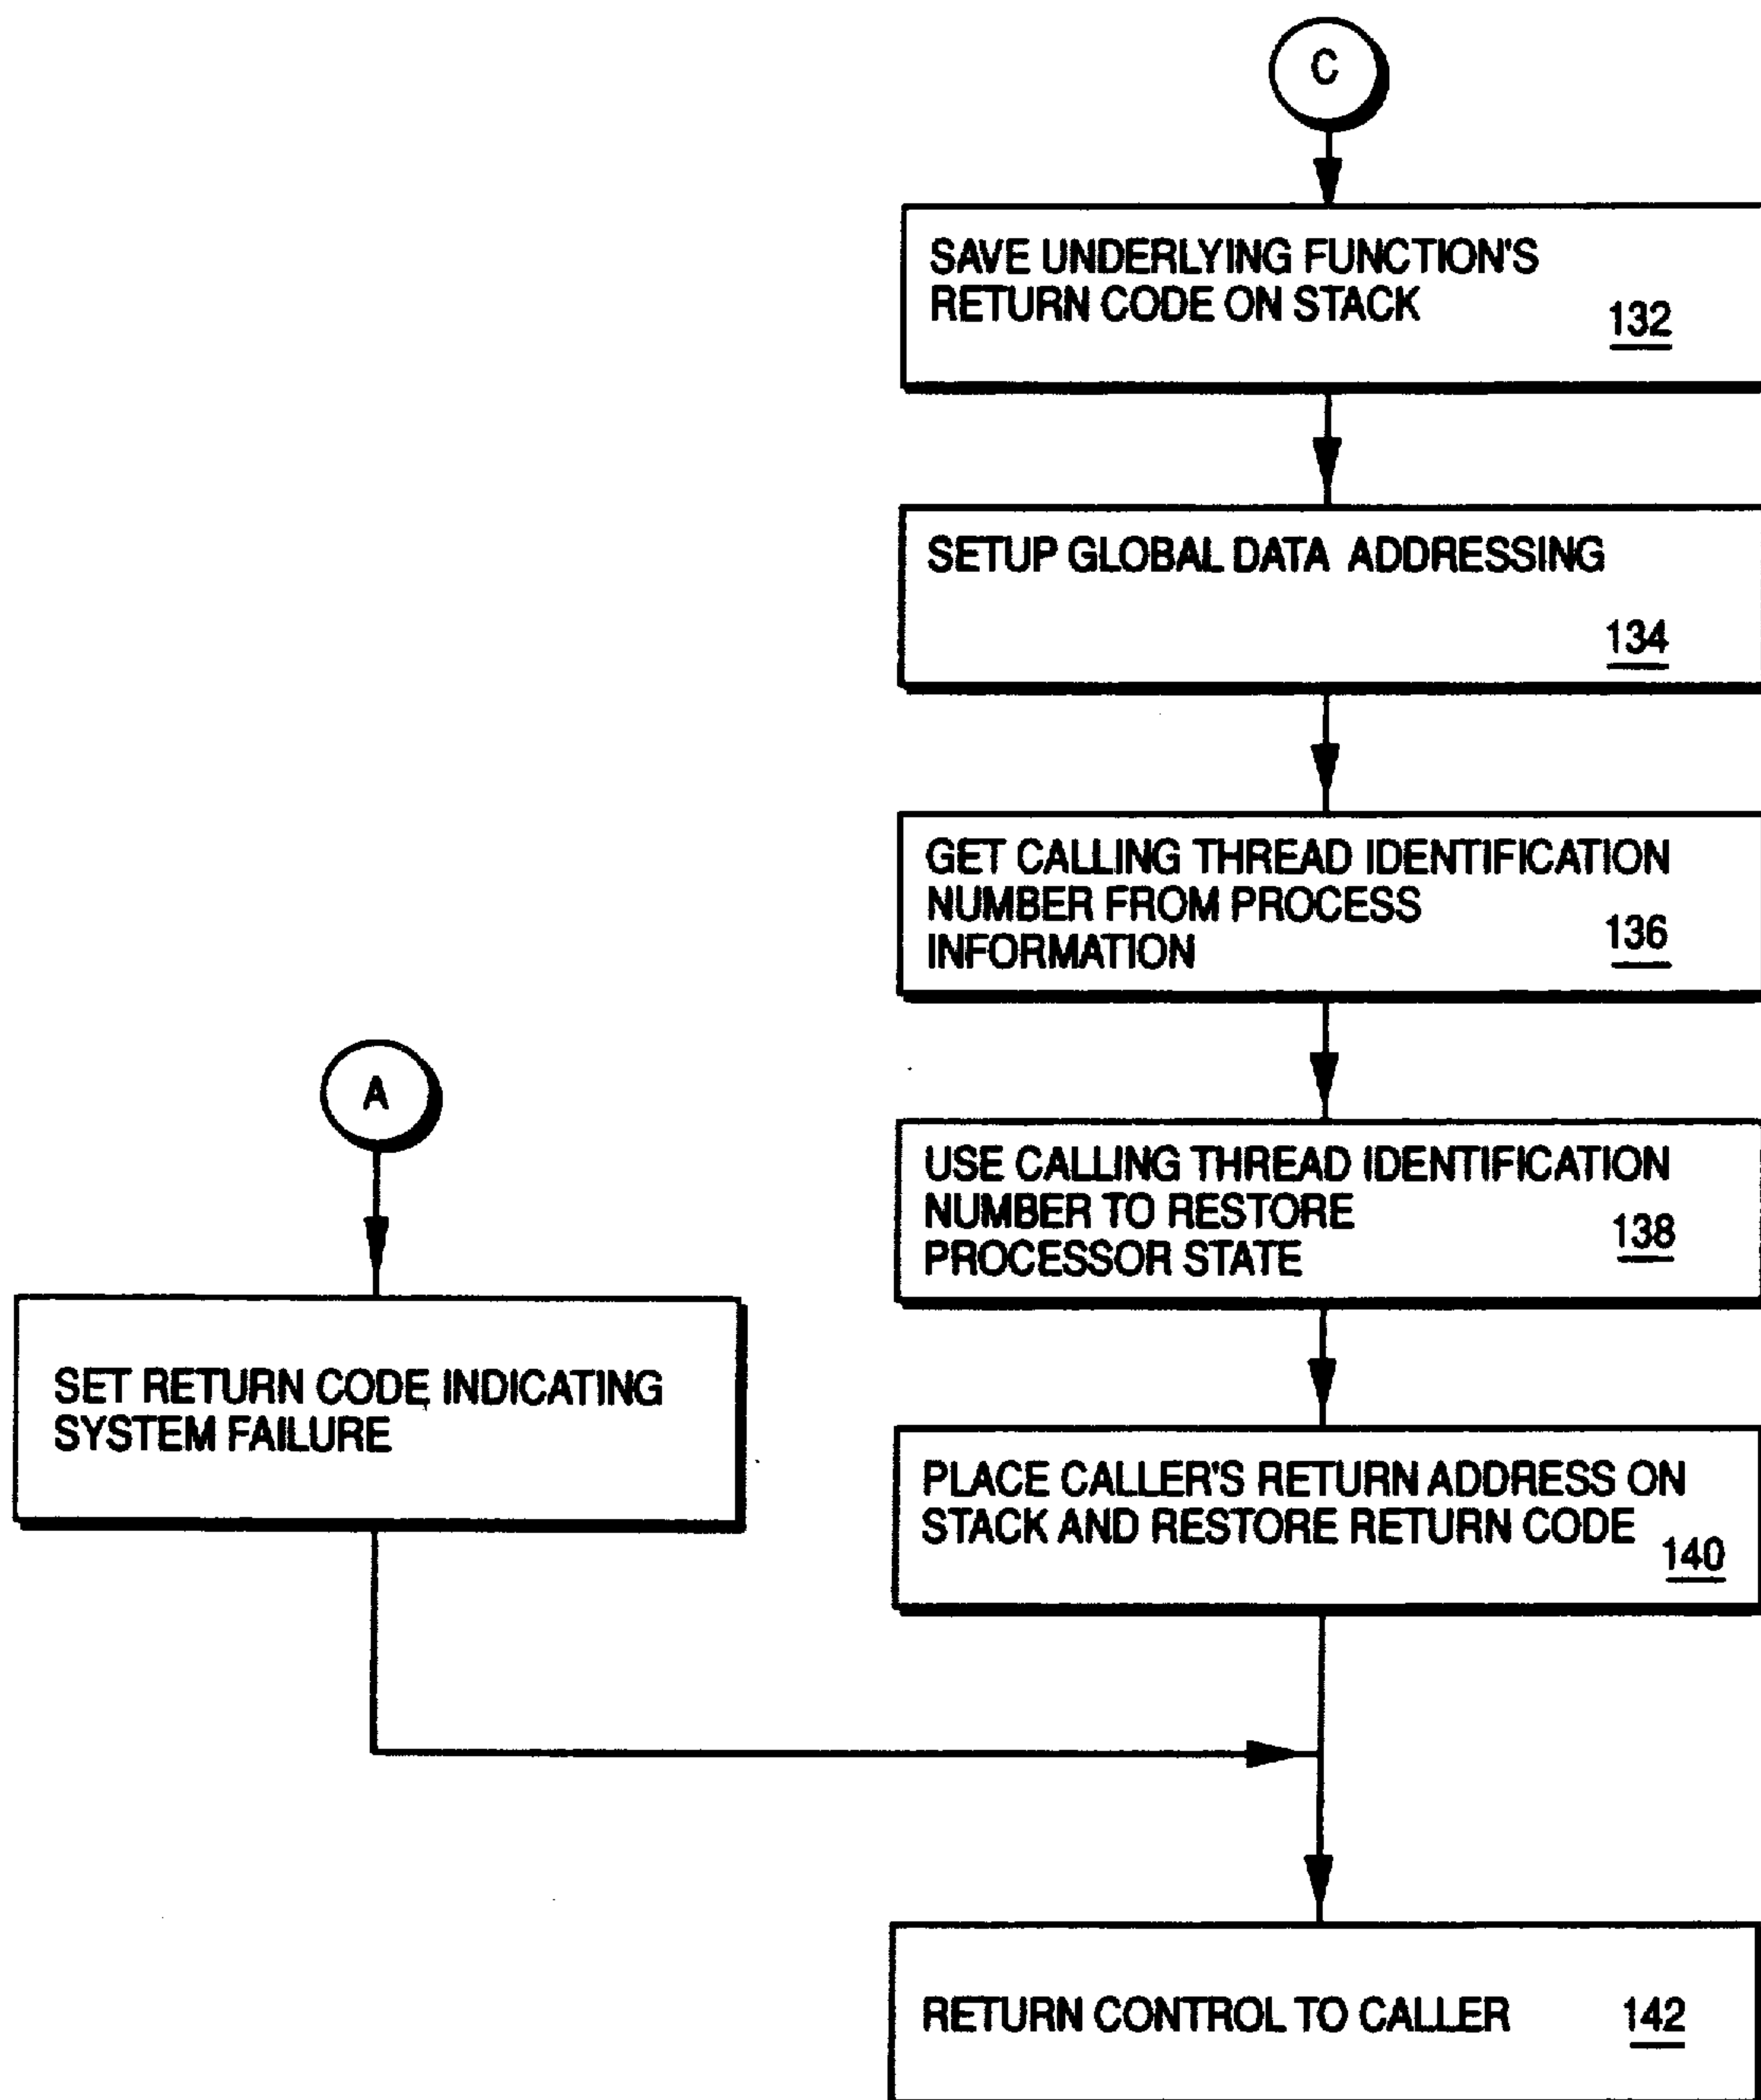 C
SAVE UNDERLYING FUNCTION'S
RETURN CODE ON STACK
132
SETUP GLOBAL DATA ADDRESSING
134
GET CALLING THREAD IDENTIFICATION
NUMBER FROM PROCESS
INFORMATION
136
A
USE CALLING THREAD IDENTIFICATION
NUMBER TO RESTORE
PROCESSOR STATE
138
SET RETURN CODE INDICATING
SYSTEM FAILURE
PLACE CALLER'S RETURN ADDRESS ON
STACK AND RESTORE RETURN CODE
140
RETURN CONTROL TO CALLER
142